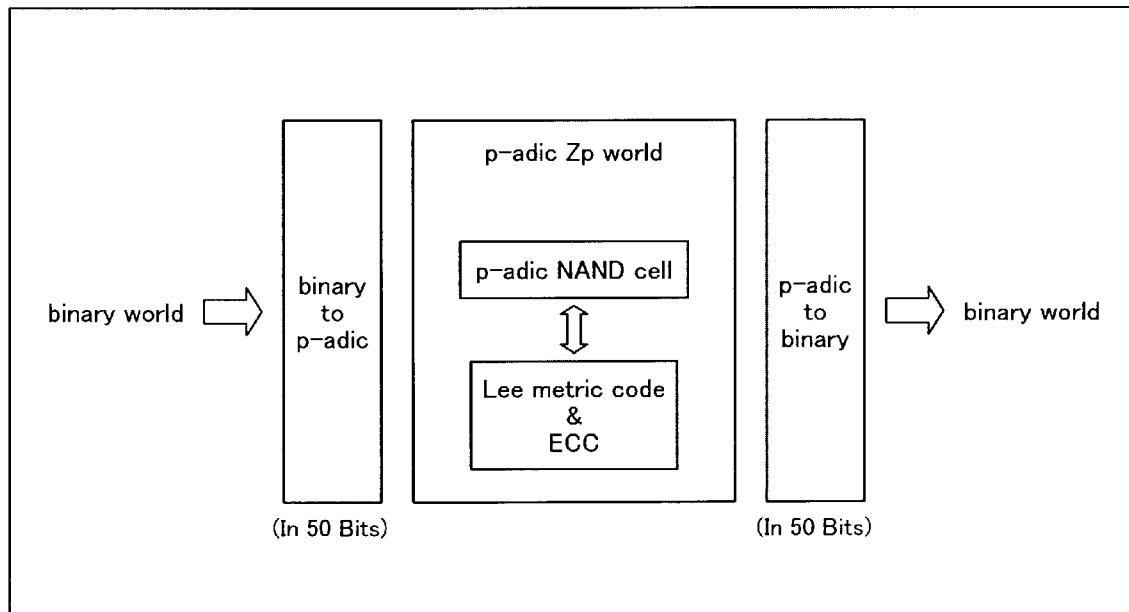 p-adic Zp world
binary world
binary
to
p-adic
p-adic NAND cell
Lee metric code
&
ECC
p-adic
to
binary
binary world
(In 50 Bits)
(In 50 Bits)